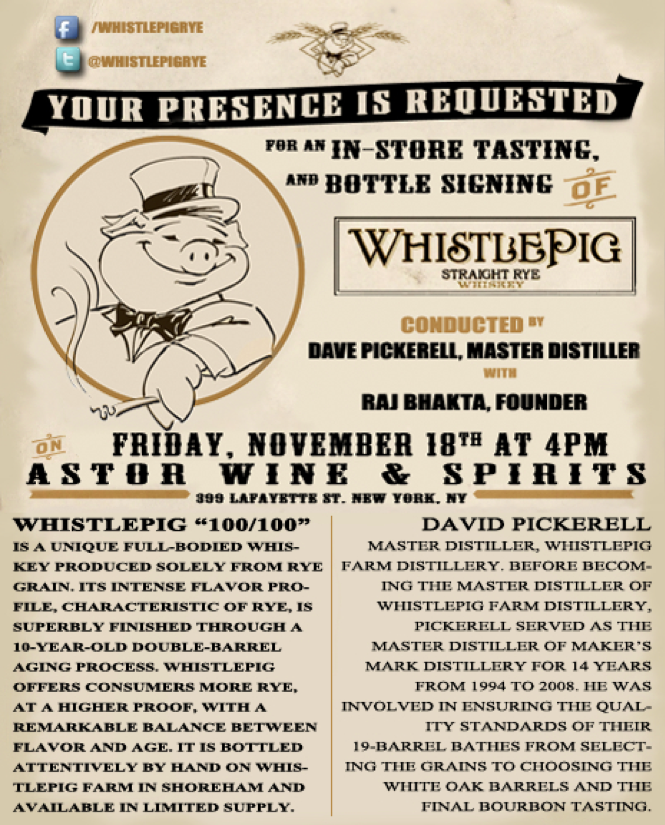 /WHISTLEPIGRYE
@WHISTLEPIGRYE
YOUR PRESENCE IS REQUESTED
FOR AN IN-STORE TASTING,
AND BOTTLE SIGNING OF
WHISTLEPIG
STRAIGHT RYE
WHISKEY
CONDUCTED BY
DAVE PICKERELL, MASTER DISTILLER
WITH
RAJ BHAKTA, FOUNDER
ON FRIDAY, NOVEMBER 18TH AT 4PM
ASTOR WINE & SPIRITS
399 LAFAYETTE ST. NEW YORK, NY
WHISTLEPIG "100/100"
IS A UNIQUE FULL-BODIED WHIS-
KEY PRODUCED SOLELY FROM RYE
GRAIN. ITS INTENSE FLAVOR PRO-
FILE, CHARACTERISTIC OF RYE, IS
SUPERBLY FINISHED THROUGH A
10-YEAR-OLD DOUBLE-BARREL
AGING PROCESS. WHISTLEPIG
OFFERS CONSUMERS MORE RYE,
AT A HIGHER PROOF, WITH A
REMARKABLE BALANCE BETWEEN
FLAVOR AND AGE. IT IS BOTTLED
ATTENTIVELY BY HAND ON WHIS-
TLEPIG FARM IN SHOREHAM AND
AVAILABLE IN LIMITED SUPPLY.
DAVID PICKERELL
MASTER DISTILLER, WHISTLEPIG
FARM DISTILLERY. BEFORE BECOM-
ING THE MASTER DISTILLER OF
WHISTLEPIG FARM DISTILLERY,
PICKERELL SERVED AS THE
MASTER DISTILLER OF MAKER'S
MARK DISTILLERY FOR 14 YEARS
FROM 1994 TO 2008. HE WAS
INVOLVED IN ENSURING THE QUAL-
ITY STANDARDS OF THEIR
19-BARREL BATHES FROM SELECT-
ING THE GRAINS TO CHOOSING THE
WHITE OAK BARRELS AND THE
FINAL BOURBON TASTING.